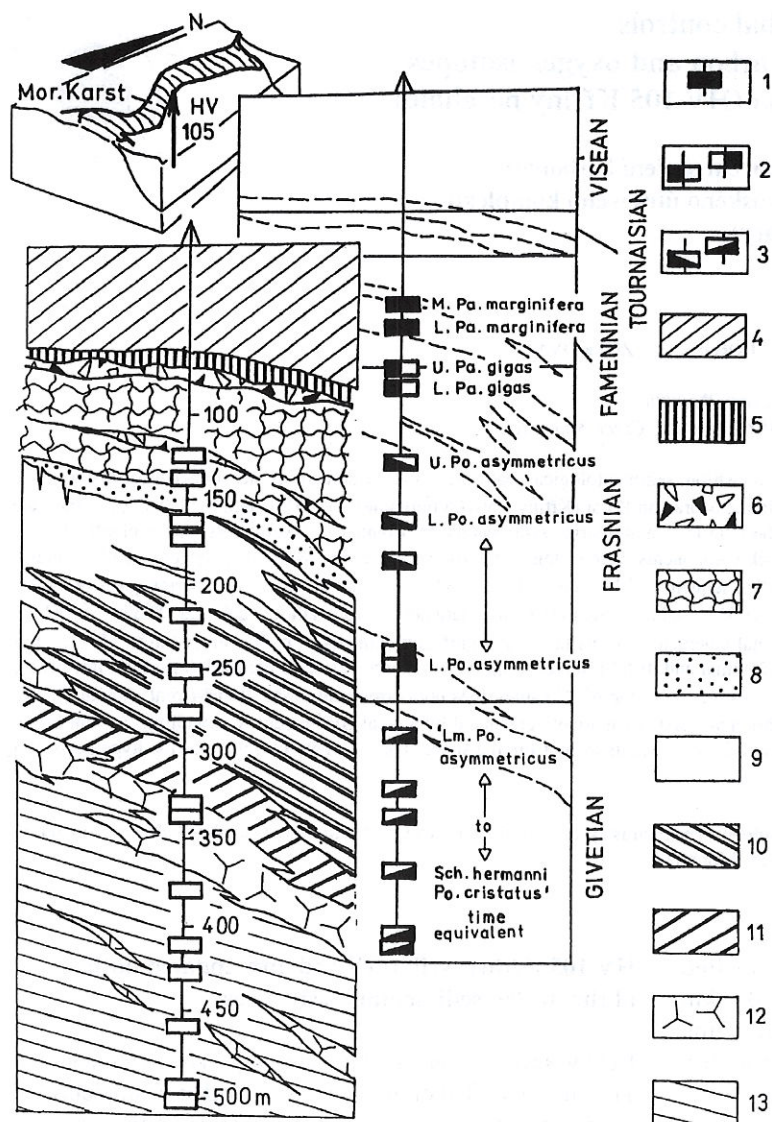 N
Mor. Karst
HV
105
100
150
200
250
300
350
400
450
500 m
M. Pa. marginifera
L. Pa. marginifera
U. Pa. gigas
L. Pa. gigas
U. Po. asymmetricus
L. Po. asymmetricus
L. Po. asymmetricus
Lm. Po.
asymmetricus
to
Sch. hermanni
Po. cristatus'
time
equivalent
VISEAN
TOURNAISIAN
FAMENNIAN
FRASNIAN
GIVETIAN
1
2
3
4
5
6
7
8
9
10
11
12
13